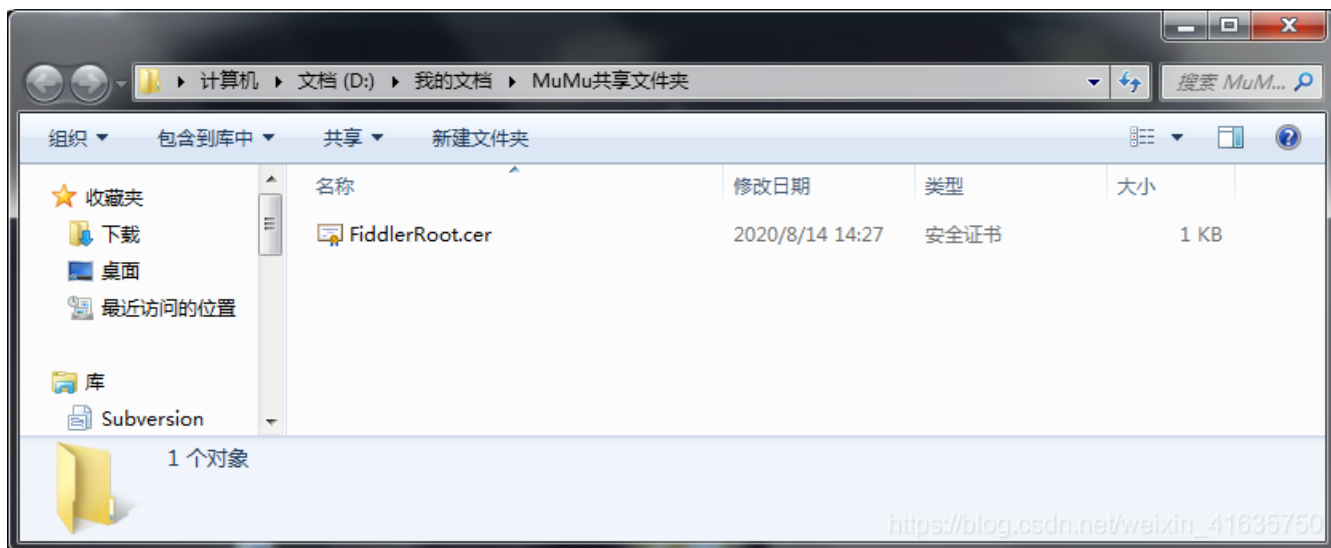 计算机 文档 (D:) 我的文档 MuMu共享文件夹 搜索 MuM...
组织 包含到库中 共享 新建文件夹
收藏夹
下载
桌面
最近访问的位置
库
Subversion
名称 修改日期 类型 大小
FiddlerRoot.cer 2020/8/14 14:27 安全证书 1 KB
1 个对象
https://blog.csdn.net/weixin_41635750